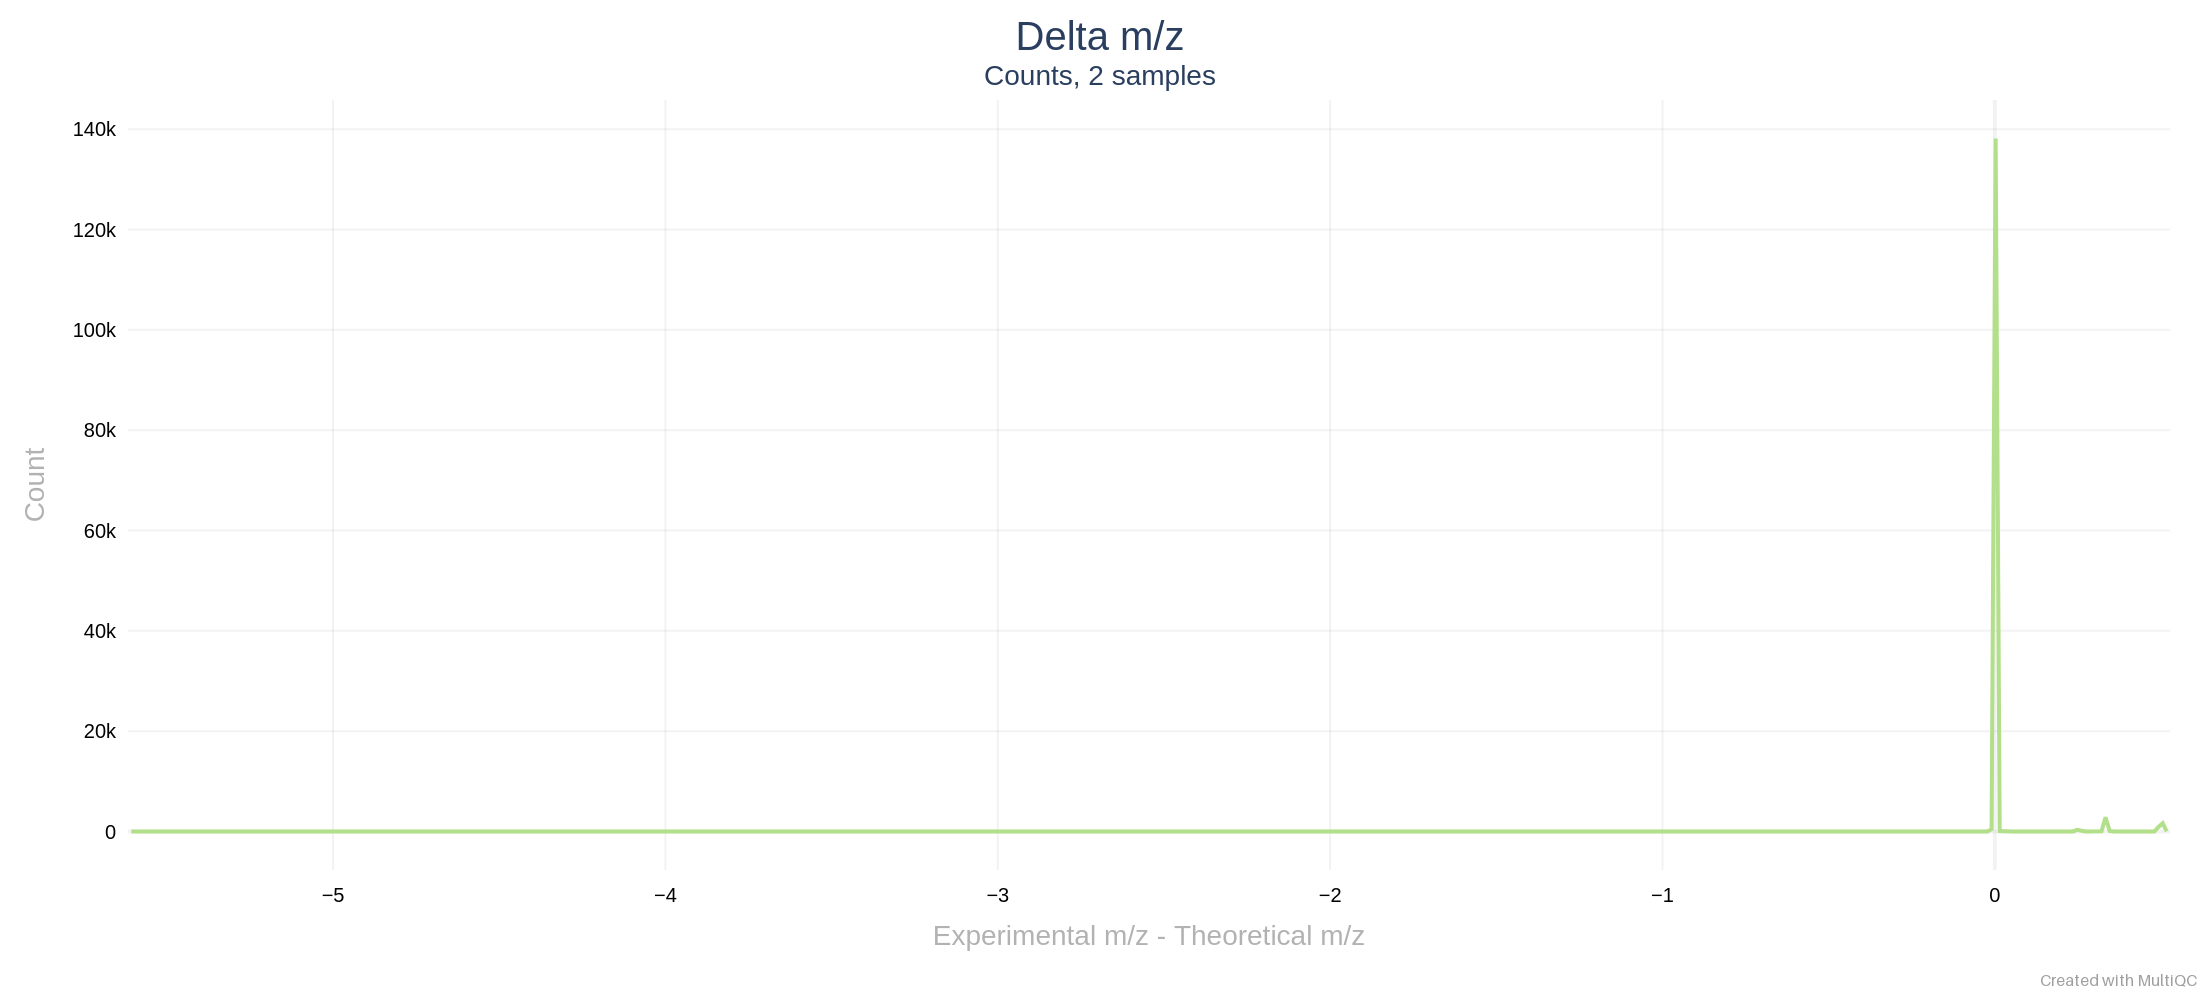 Delta m/z
Counts, 2 samples
140k
120k
100k
80k
60k
40k
20k
0
Count
−5
−4
−3
−2
−1
0
Experimental m/z - Theoretical m/z
Created with MultiQC